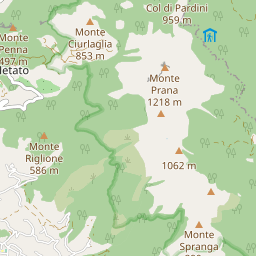 Col di Pardini
959 m
Monte
Ciurlaglia
853 m
Monte
Penna
497 m
Monte
Prana
1218 m
Monte
Riglione
586 m
1062 m
Monte
Spranga